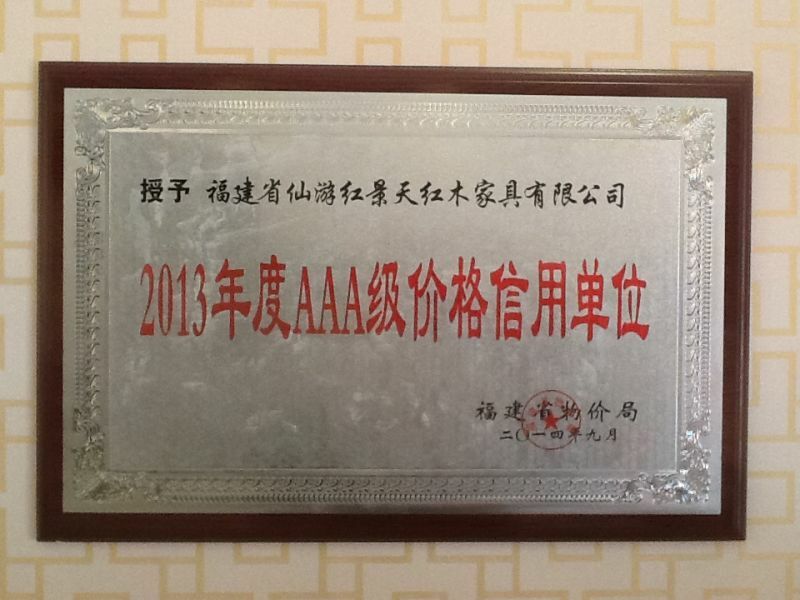 授予 福建省仙游红景天红木家具有限公司
2013年度AAA级价格信用单位
福建省物价局
二〇一四年九月